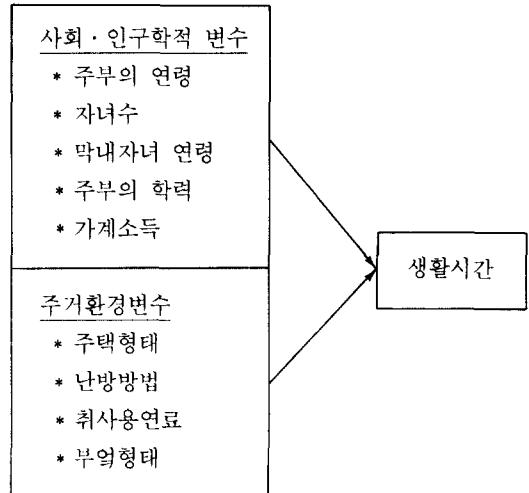 사회·인구학적 변수
* 주부의 연령
* 자녀수
* 막내자녀 연령
* 주부의 학력
* 가계소득
생활시간
주거환경변수
* 주택형태
* 난방방법
* 취사용연료
* 부엌형태